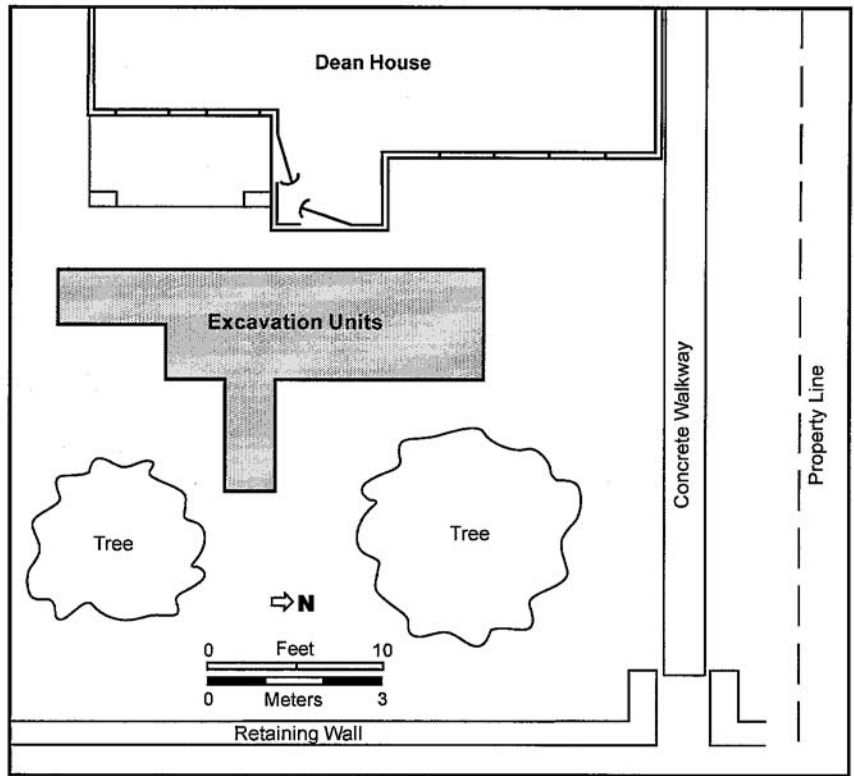 Dean House
Excavation Units
Concrete Walkway
Property Line
Tree
Tree
N
0 Feet 10
0 Meters 3
Retaining Wall